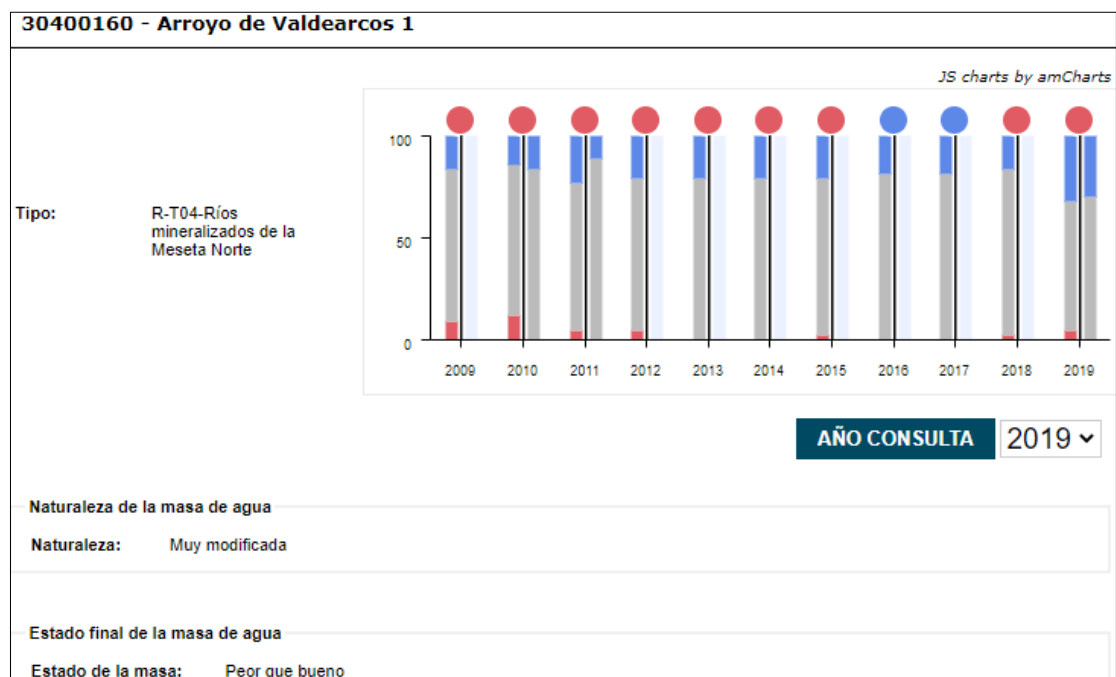 30400160 - Arroyo de Valdearcos 1
JS charts by amCharts
Tipo:
R-T04-Ríos
mineralizados de la
Meseta Norte
100
50
0
2009 2010 2011 2012 2013 2014 2015 2016 2017 2018 2019
AÑO CONSULTA 2019
Naturaleza de la masa de agua
Naturaleza: Muy modificada
Estado final de la masa de agua
Estado de la masa: Peor que bueno